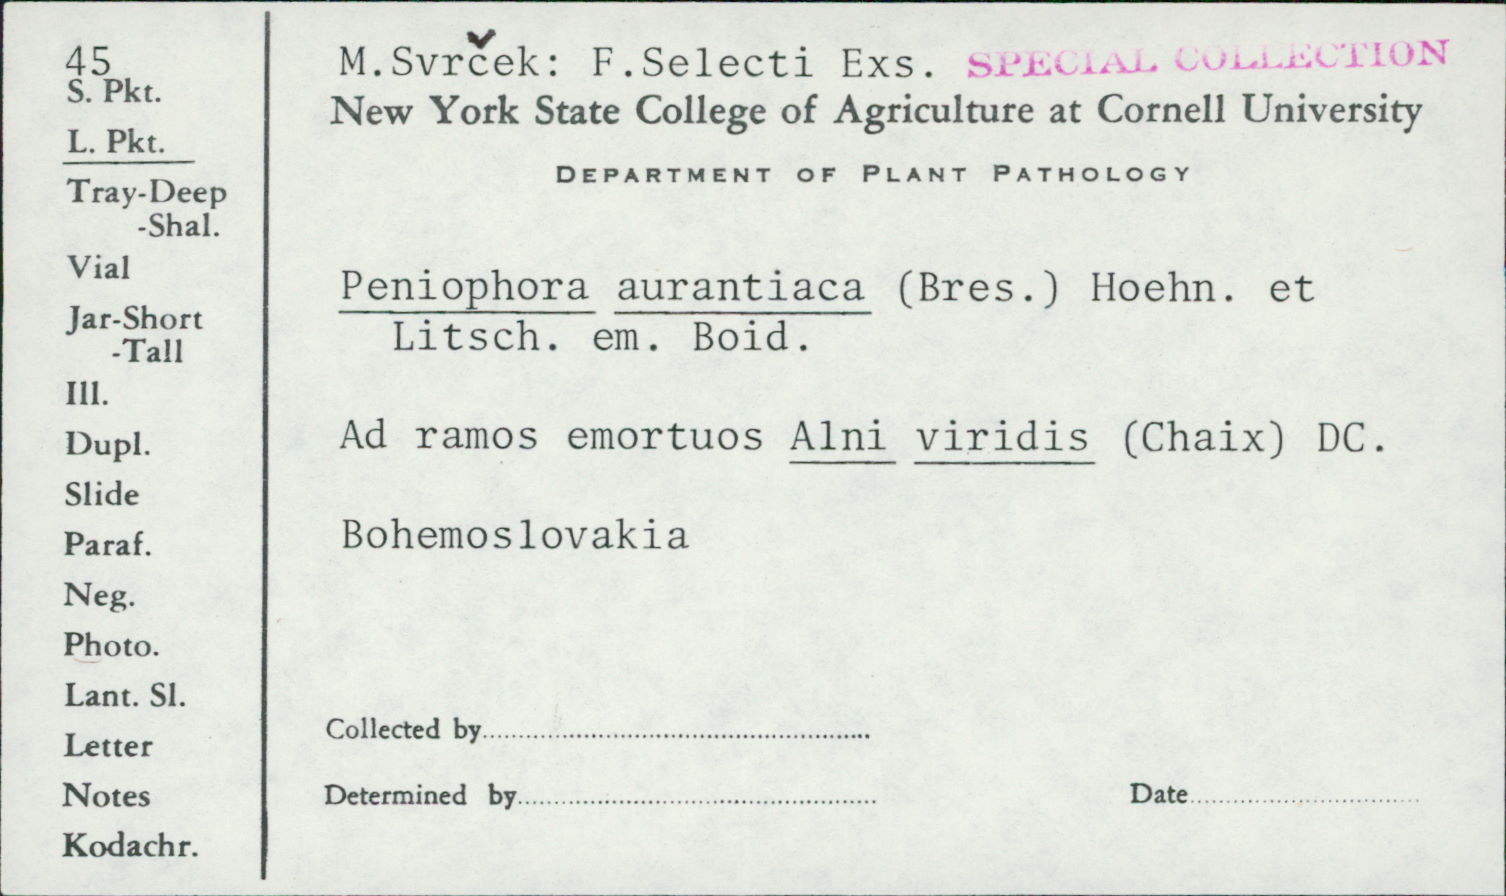 45
S. Pkt.
L. Pkt.
Tray-Deep
-Shal.
Vial
Jar-Short
-Tall
Ill.
Dupl.
Slide
Paraf.
Neg.
Photo.
Lant. Sl.
Letter
Notes
Kodachr.
M.Svrček: F.Selecti Exs. SPECIAL COLLECTION
New York State College of Agriculture at Cornell University
DEPARTMENT OF PLANT PATHOLOGY
Peniophora aurantiaca (Bres.) Hoehn. et
Litsch. em. Boid.
Ad ramos emortuos Alni viridis (Chaix) DC.
Bohemoslovakia
Collected by
Determined by
Date